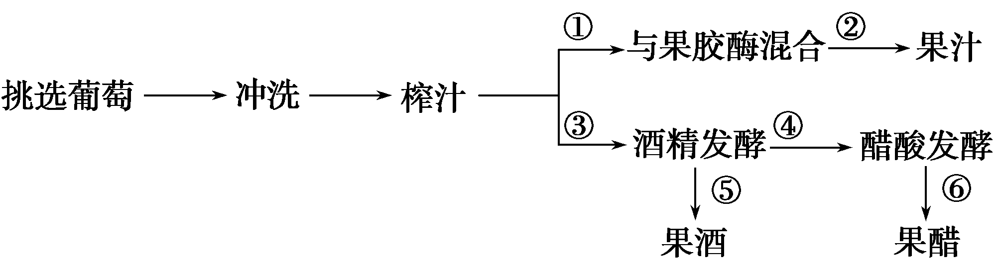 ① 与果胶酶混合 ② 果汁
挑选葡萄 冲洗 榨汁
③ 酒精发酵 ④ 醋酸发酵
⑤ ⑥
果酒 果醋